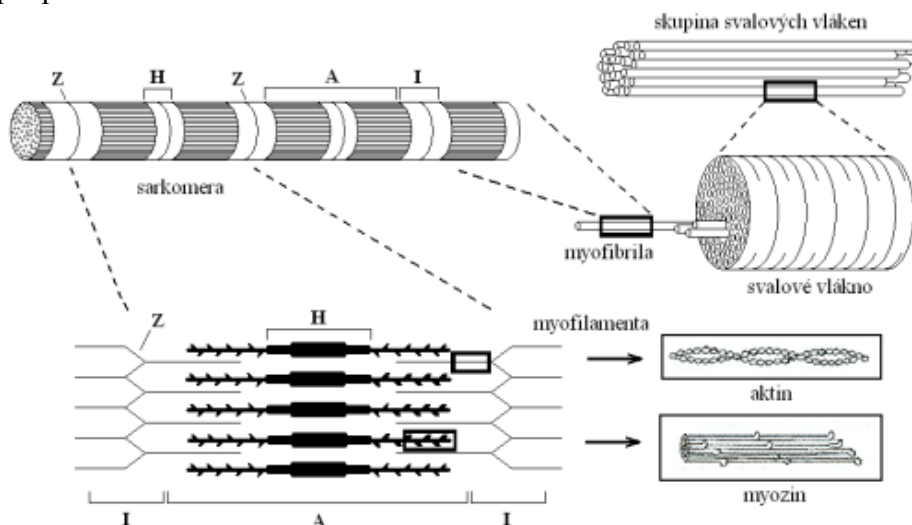 skupina svalových vláken
Z
H
Z
A
I
sarkomera
myofibrila
svalové vlákno
H
Z
myofilamenta
aktin
myozin
I
A
I